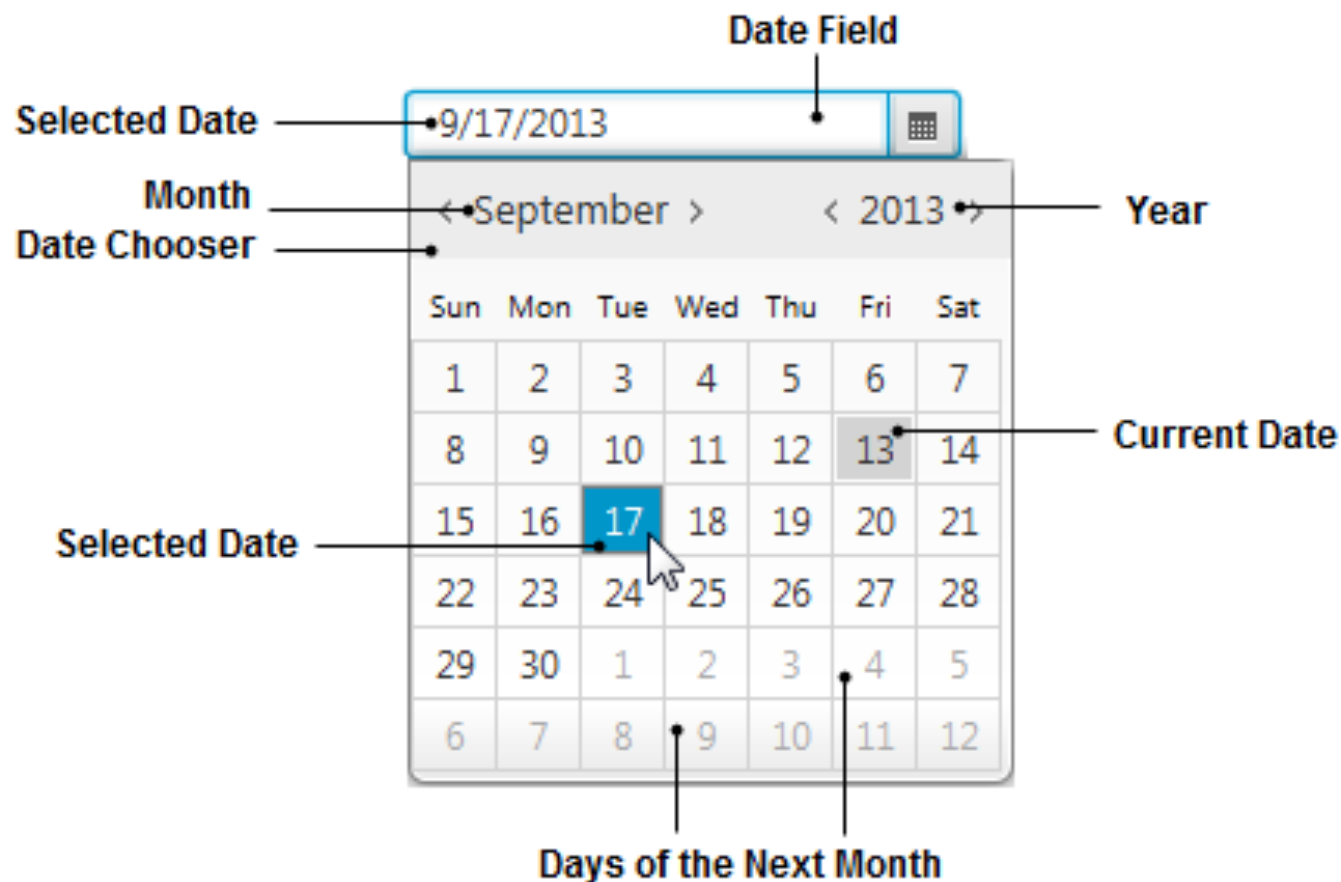 Date Field
Selected Date 9/17/2013
Month < September > < 2013 > Year
Date Chooser
Sun Mon Tue Wed Thu Fri Sat
1 2 3 4 5 6 7
8 9 10 11 12 13 14 Current Date
Selected Date 15 16 17 18 19 20 21
22 23 24 25 26 27 28
29 30 1 2 3 4 5
6 7 8 9 10 11 12
Days of the Next Month